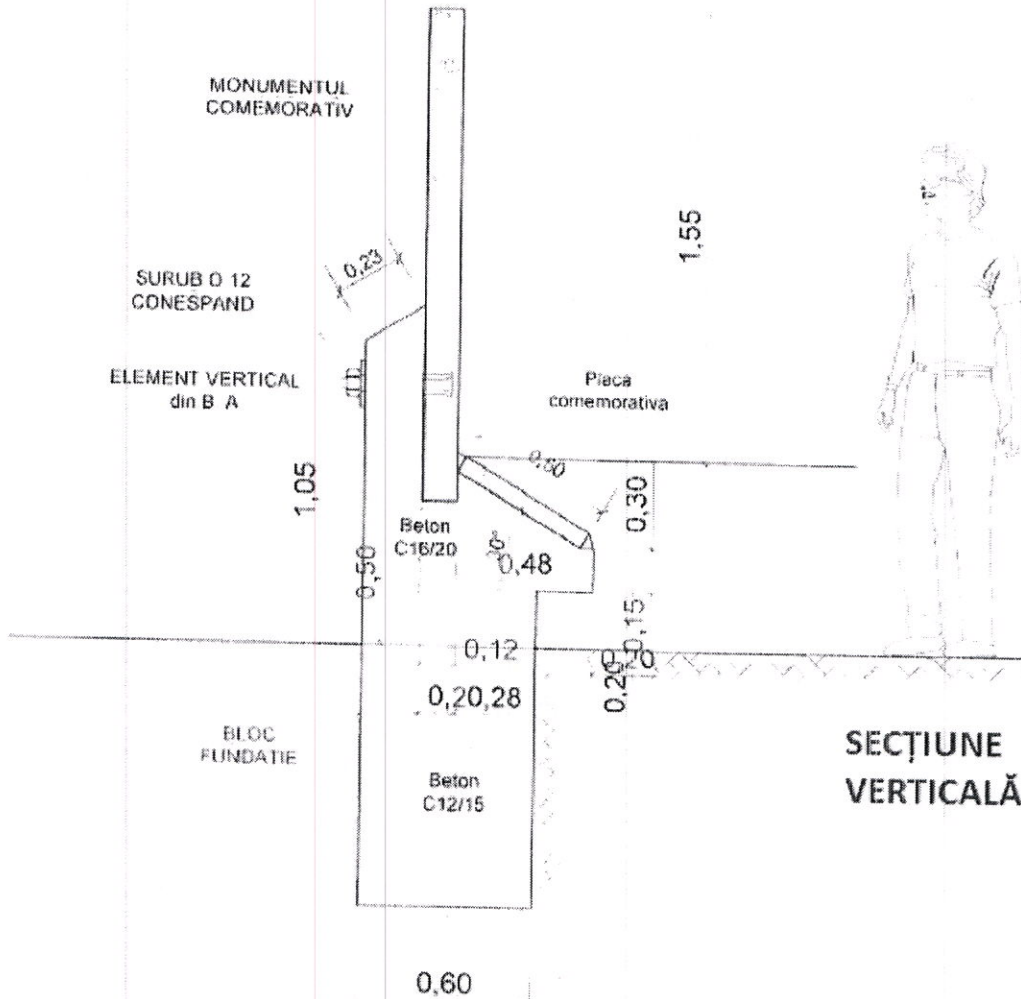 MONUMENTUL
COMEMORATIV
1,55
0,23
SURUB O 12
CONESPAND
ELEMENT VERTICAL
din B A
Placa
comemorativa
1,05
0,30
Beton
C16/20
0,48
0,50
0,15
0,12
0,20
0,20,28
BLOC
FUNDATIE
SECȚIUNE
VERTICALĂ
Beton
C12/15
0,60